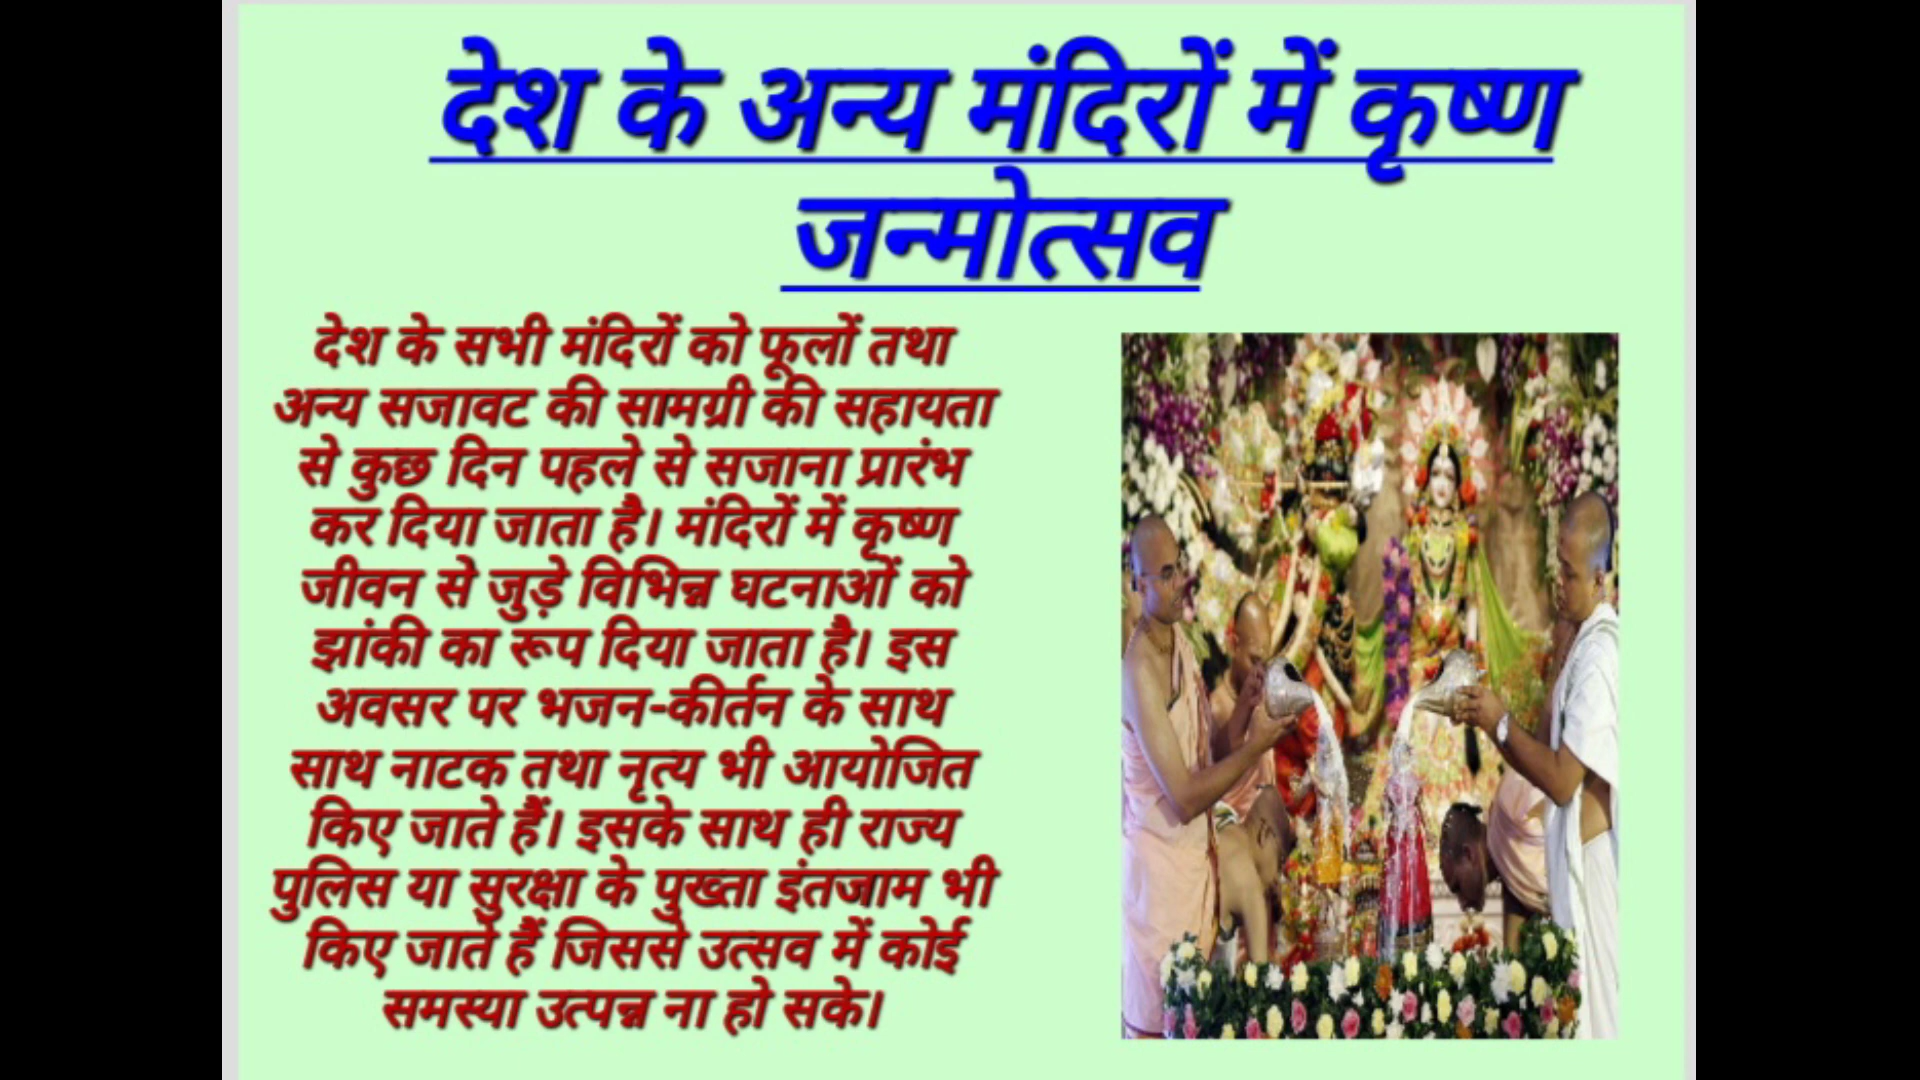 देश के अन्य मंदिरों में कृष्ण
जन्मोत्सव
देश के सभी मंदिरों को फूलों तथा
अन्य सजावट की सामग्री की सहायता
से कुछ दिन पहले से सजाना प्रारंभ
कर दिया जाता है। मंदिरों में कृष्ण
जीवन से जुड़े विभिन्न घटनाओं को
झांकी का रूप दिया जाता है। इस
अवसर पर भजन-कीर्तन के साथ
साथ नाटक तथा नृत्य भी आयोजित
किए जाते हैं। इसके साथ ही राज्य
पुलिस या सुरक्षा के पुख्ता इंतजाम भी
किए जाते हैं जिससे उत्सव में कोई
समस्या उत्पन्न ना हो सके।